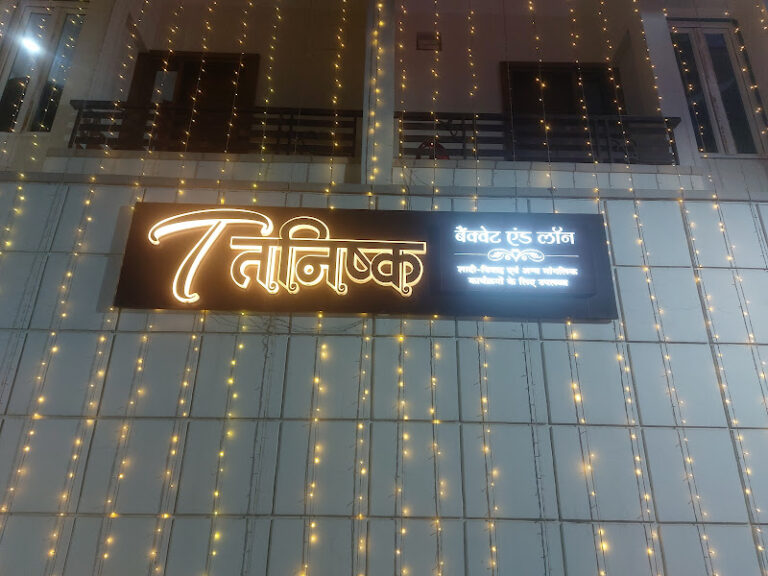 T तनिष्क
बैंक्वेट एंड लॉन
शादी-विवाह एवं अन्य मांगलिक
कार्यक्रमों के लिए उपलब्ध